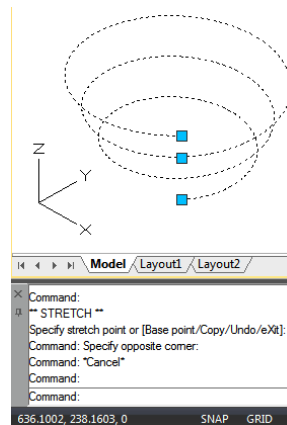 Z
Y
X
Model Layout1 Layout2
Command:
** STRETCH **
Specify stretch point or [Base point/Copy/Undo/eXit]:
Command: Specify opposite corner:
Command: *Cancel*
Command:
Command:
636.1002, 238.1603, 0 SNAP GRID